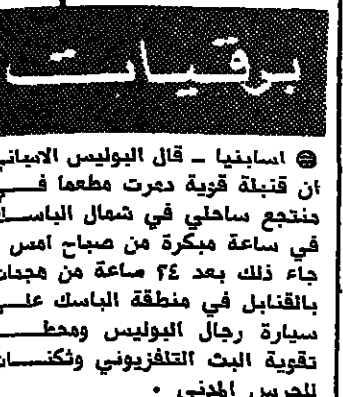 برقيات
اسابنيا - قال البوليس الاسباني
ان قنبلة قوية دمرت مطعما في
منتجع ساحلي في شمال الباسك
في ساعة مبكرة من صباح امس
جاء ذلك بعد ٢٤ ساعة من هجمات
بالقنابل في منطقة الباسك على
سيارة رجال البوليس ومحط
تقوية البث التلفزيوني وثكنات
للحرس المدني .